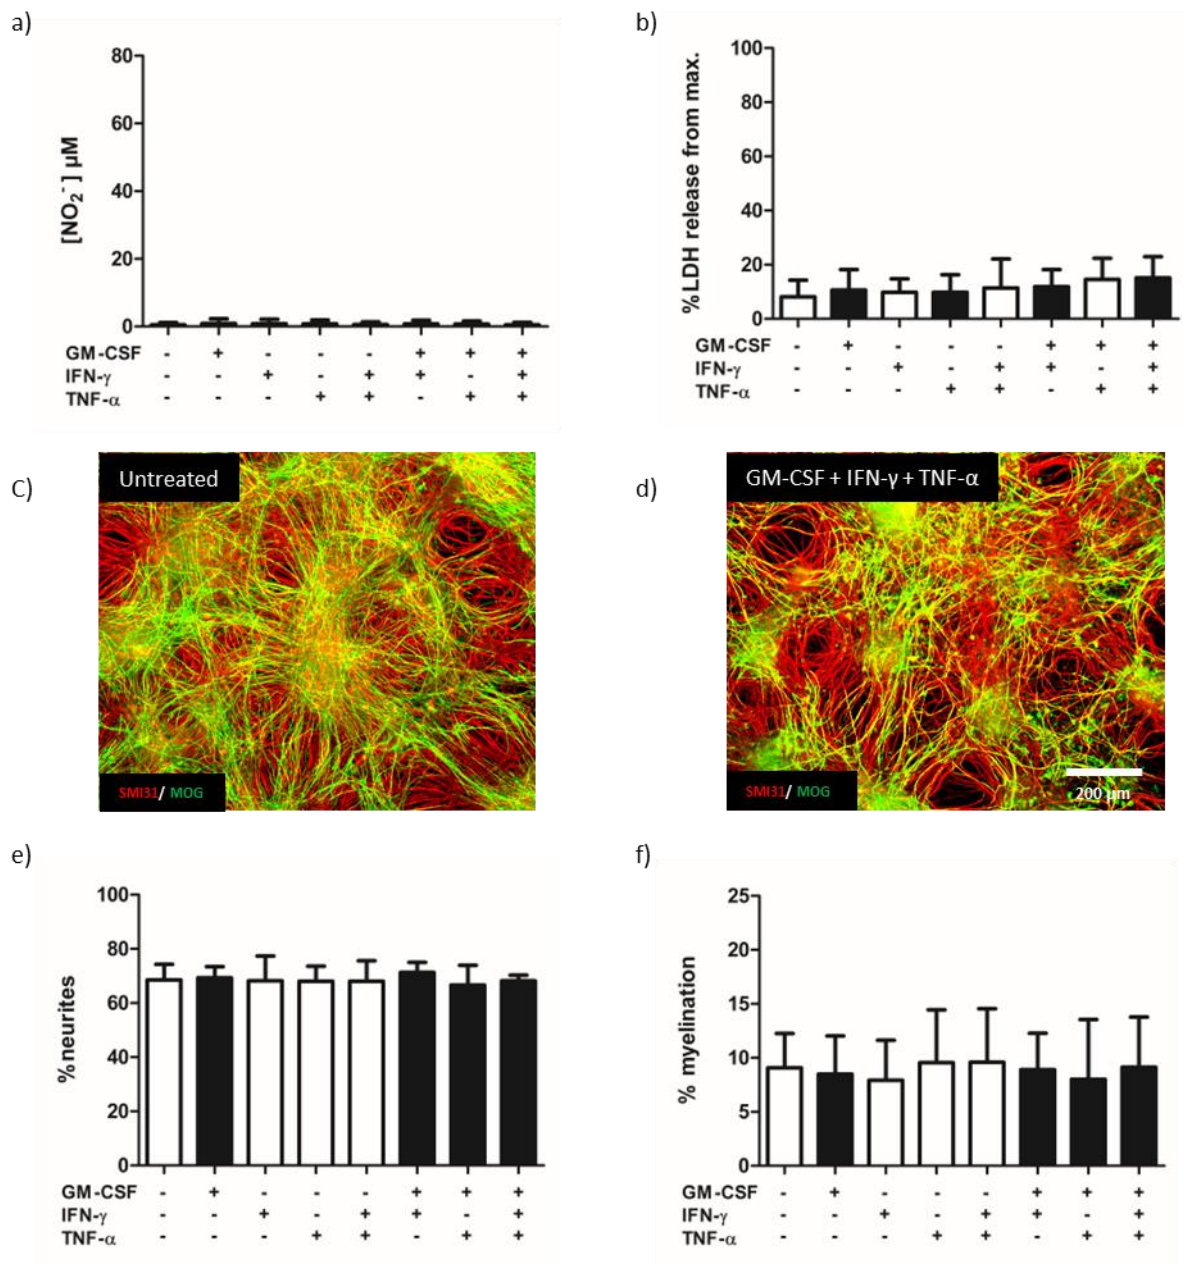 a)
80
60
40
20
0
[NO₂⁻] µM
GM-CSF - + - - - + + +
IFN-γ - - + - + + - +
TNF-α - - - + + - + +
b)
100
80
60
40
20
0
%LDH release from max.
GM-CSF - + - - - + + +
IFN-γ - - + - + + - +
TNF-α - - - + + - + +
C)
Untreated
SMI31/ MOG
d)
GM-CSF + IFN-γ + TNF-α
SMI31/ MOG
200 µm
e)
100
80
60
40
20
0
%neurites
GM-CSF - + - - - + + +
IFN-γ - - + - + + - +
TNF-α - - - + + - + +
f)
25
20
15
10
5
0
% myelination
GM-CSF - + - - - + + +
IFN-γ - - + - + + - +
TNF-α - - - + + - + +